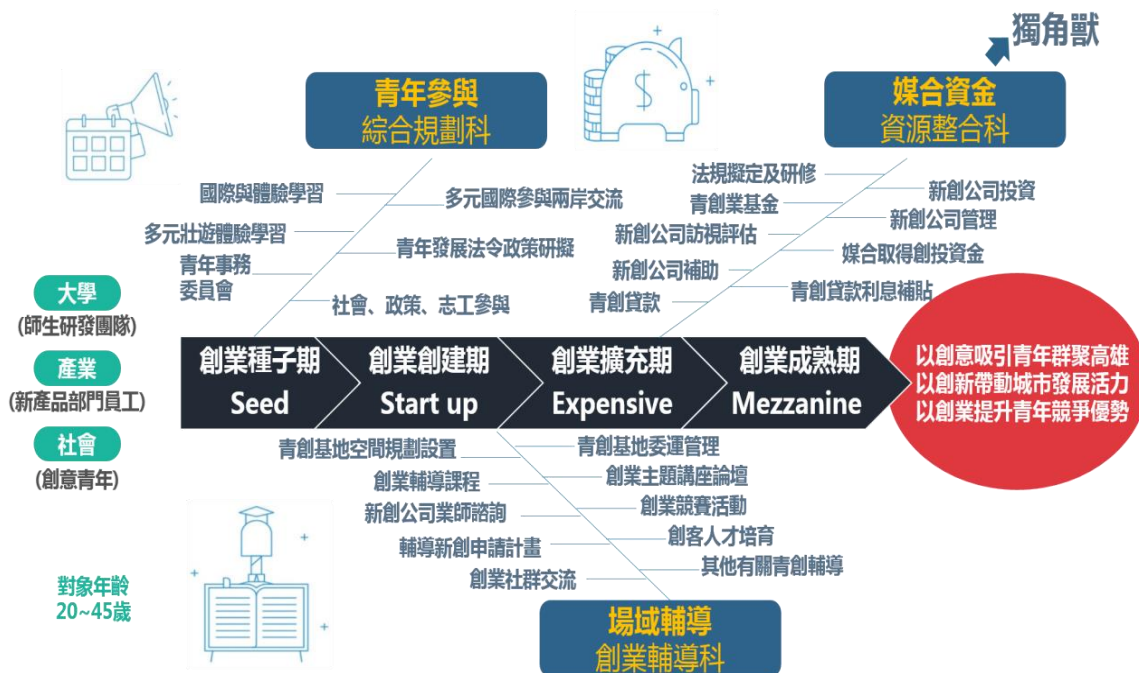 獨角獸
青年參與
綜合規劃科
媒合資金
資源整合科
國際與體驗學習
多元國際參與兩岸交流
多元壯遊體驗學習
青年發展法令政策研擬
青年事務
委員會
社會、政策、志工參與
法規擬定及研修
新創公司投資
青創業基金
新創公司管理
新創公司訪視評估
媒合取得創投資金
新創公司補助
青創貸款利息補貼
青創貸款
大學
(師生研發團隊)
產業
(新產品部門員工)
社會
(創意青年)
創業種子期
Seed
創業創建期
Start up
創業擴充期
Expensive
創業成熟期
Mezzanine
以創意吸引青年群聚高雄
以創新帶動城市發展活力
以創業提升青年競爭優勢
青創基地空間規劃設置
青創基地委運管理
創業輔導課程
創業主題講座論壇
新創公司業師諮詢
創業競賽活動
輔導新創申請計畫
創客人才培育
創業社群交流
其他有關青創輔導
對象年齡
20~45歲
場域輔導
創業輔導科
$